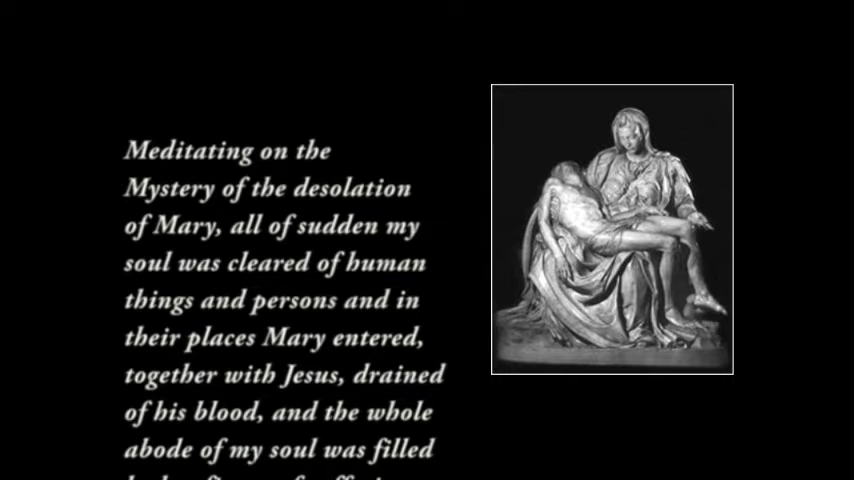 Meditating on the
Mystery of the desolation
of Mary, all of sudden my
soul was cleared of human
things and persons and in
their places Mary entered,
together with Jesus, drained
of his blood, and the whole
abode of my soul was filled